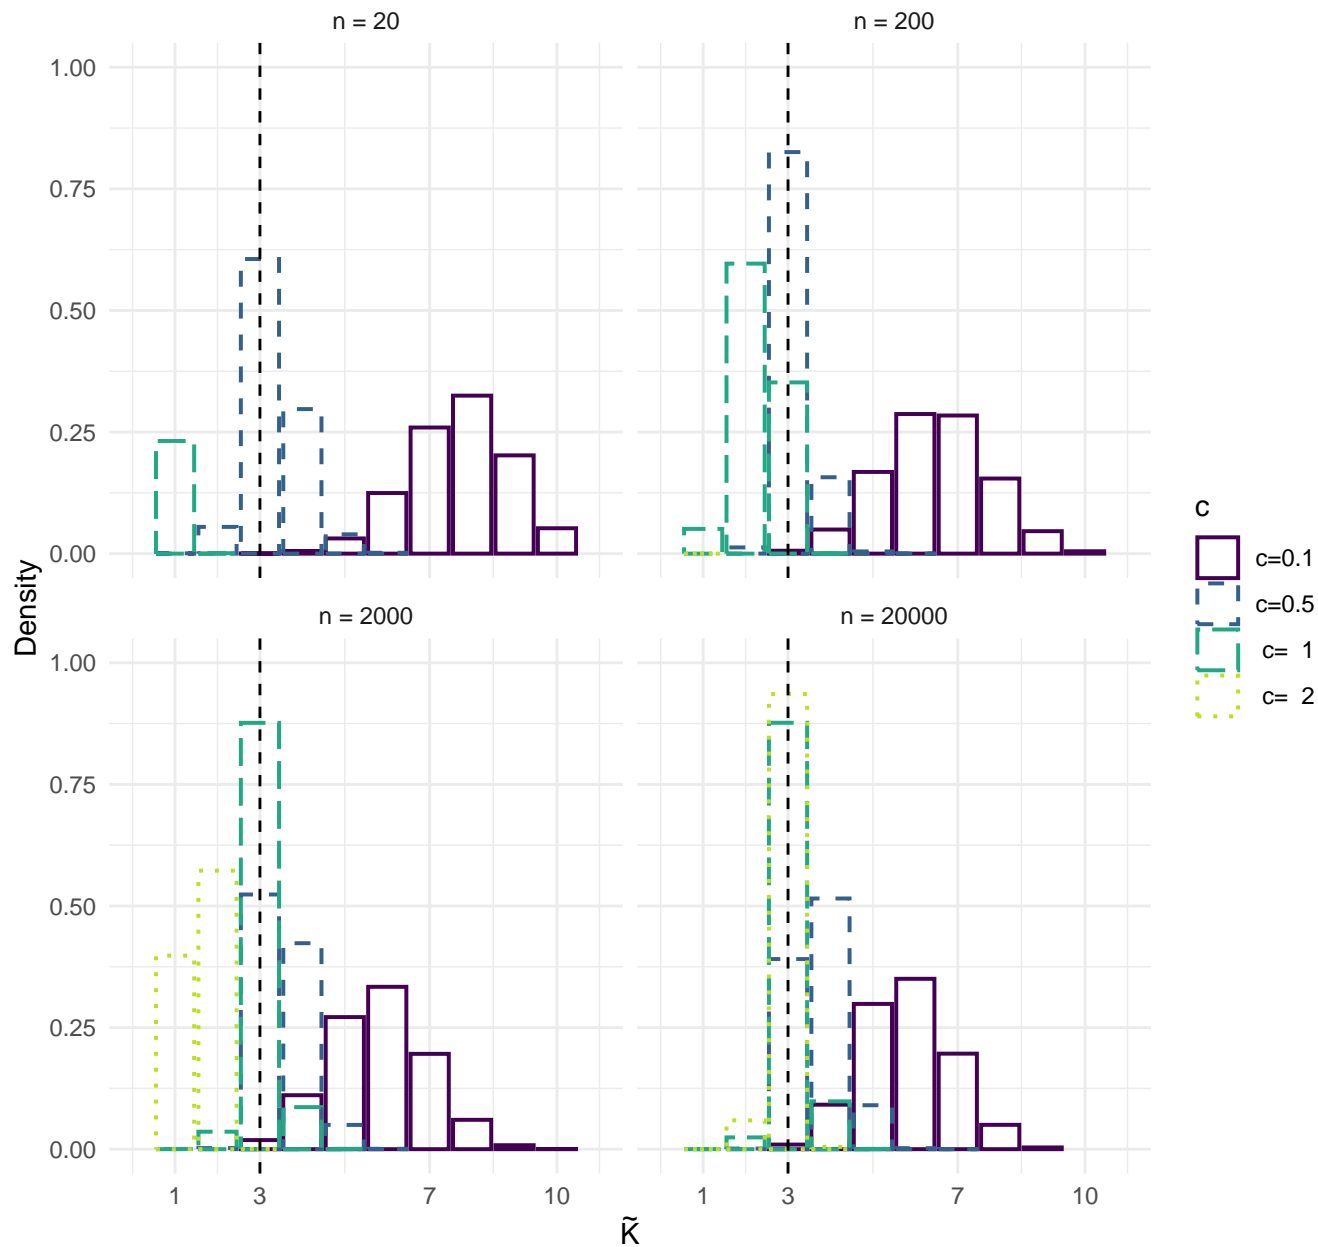 n = 20
n = 200
1.00
0.75
0.50
0.25
0.00
n = 2000
n = 20000
1.00
0.75
0.50
0.25
0.00
Density
1 3 7 10
1 3 7 10
K̃
c
c=0.1
c=0.5
c= 1
c= 2